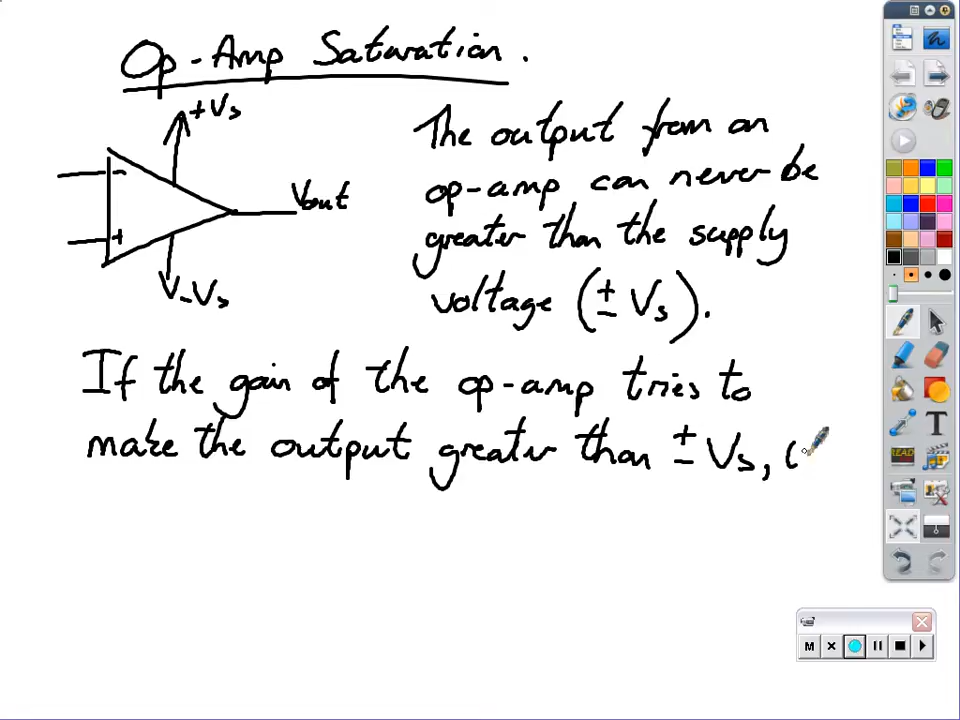 Op-Amp Saturation.
+Vs
-
+
Vout
-Vs
The output from an
op-amp can never be
greater than the supply
voltage (± Vs).
If the gain of the op-amp tries to
make the output greater than ± Vs, (
T
READ
M